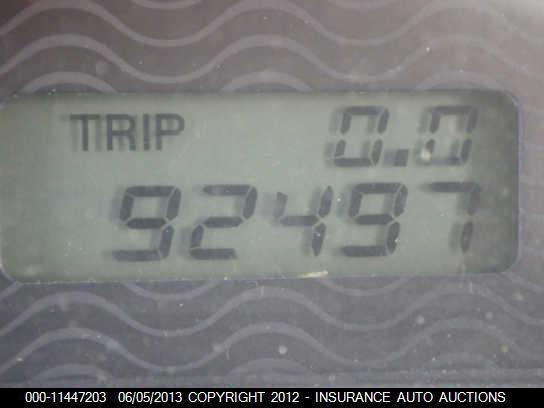 TRIP 0.0
92497
000-11447203 06/05/2013 COPYRIGHT 2012 - INSURANCE AUTO AUCTIONS